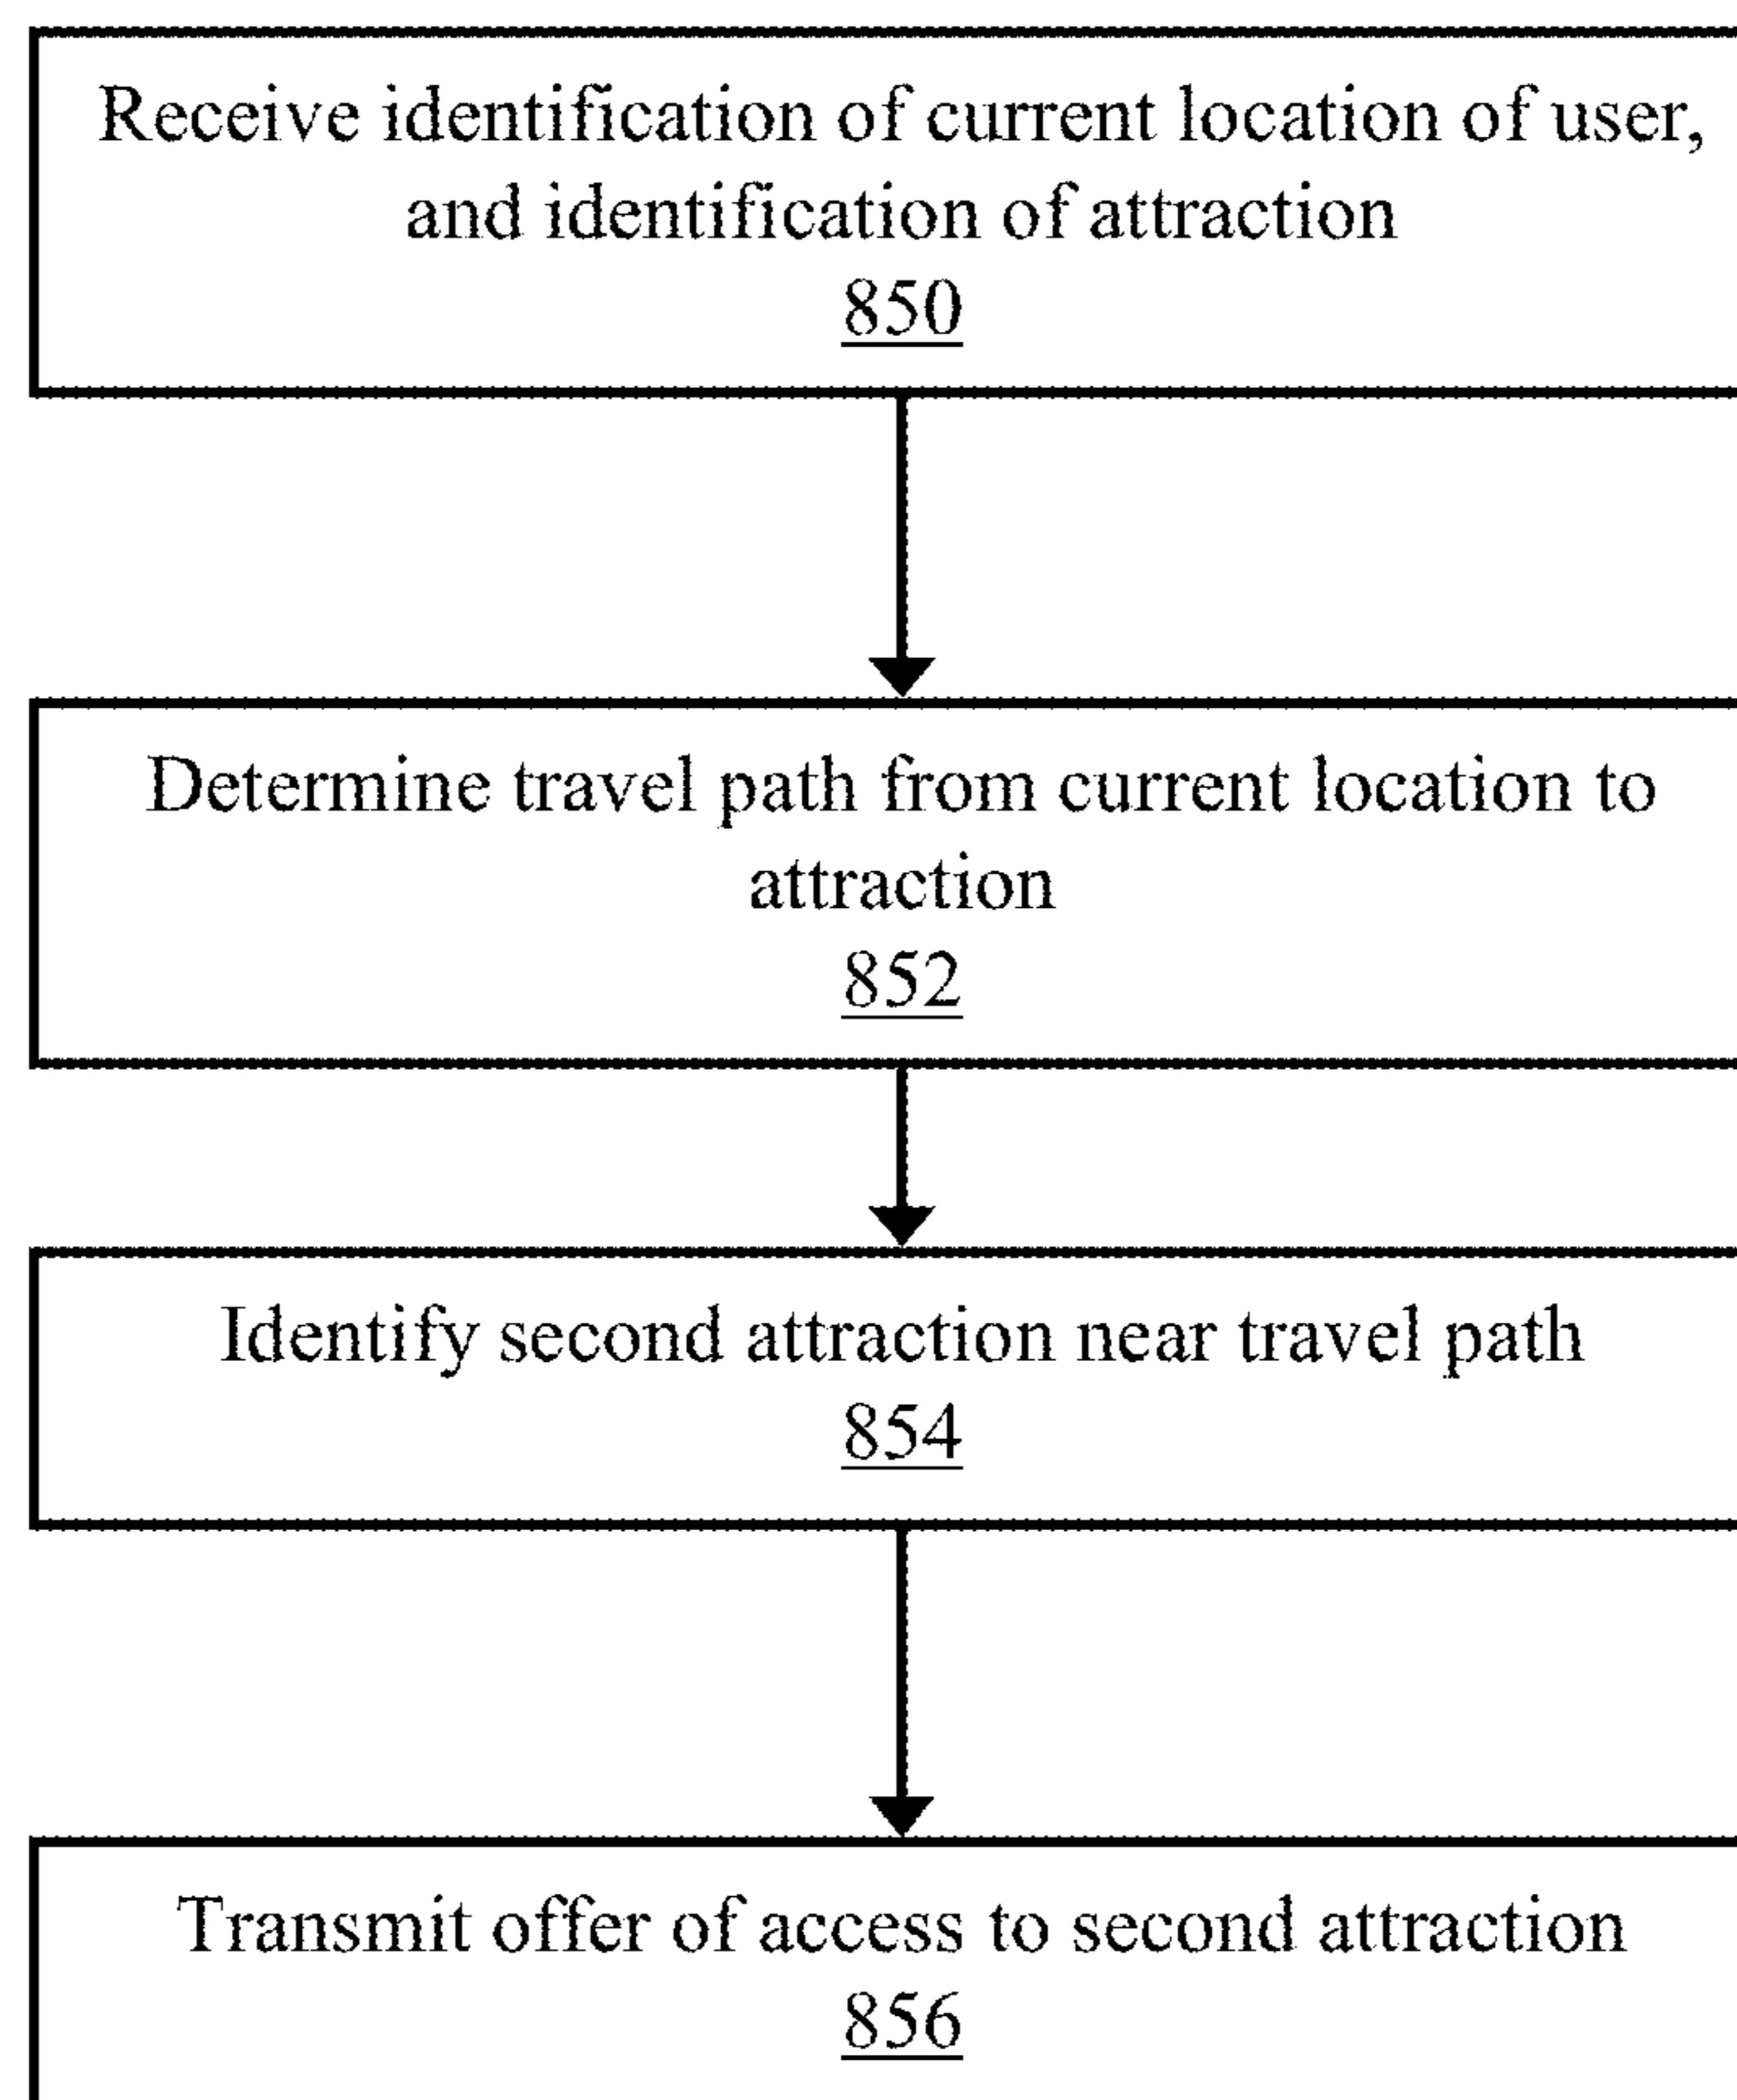 Receive identification of current location of user,
and identification of attraction
850
Determine travel path from current location to
attraction
852
Identify second attraction near travel path
854
Transmit offer of access to second attraction
856